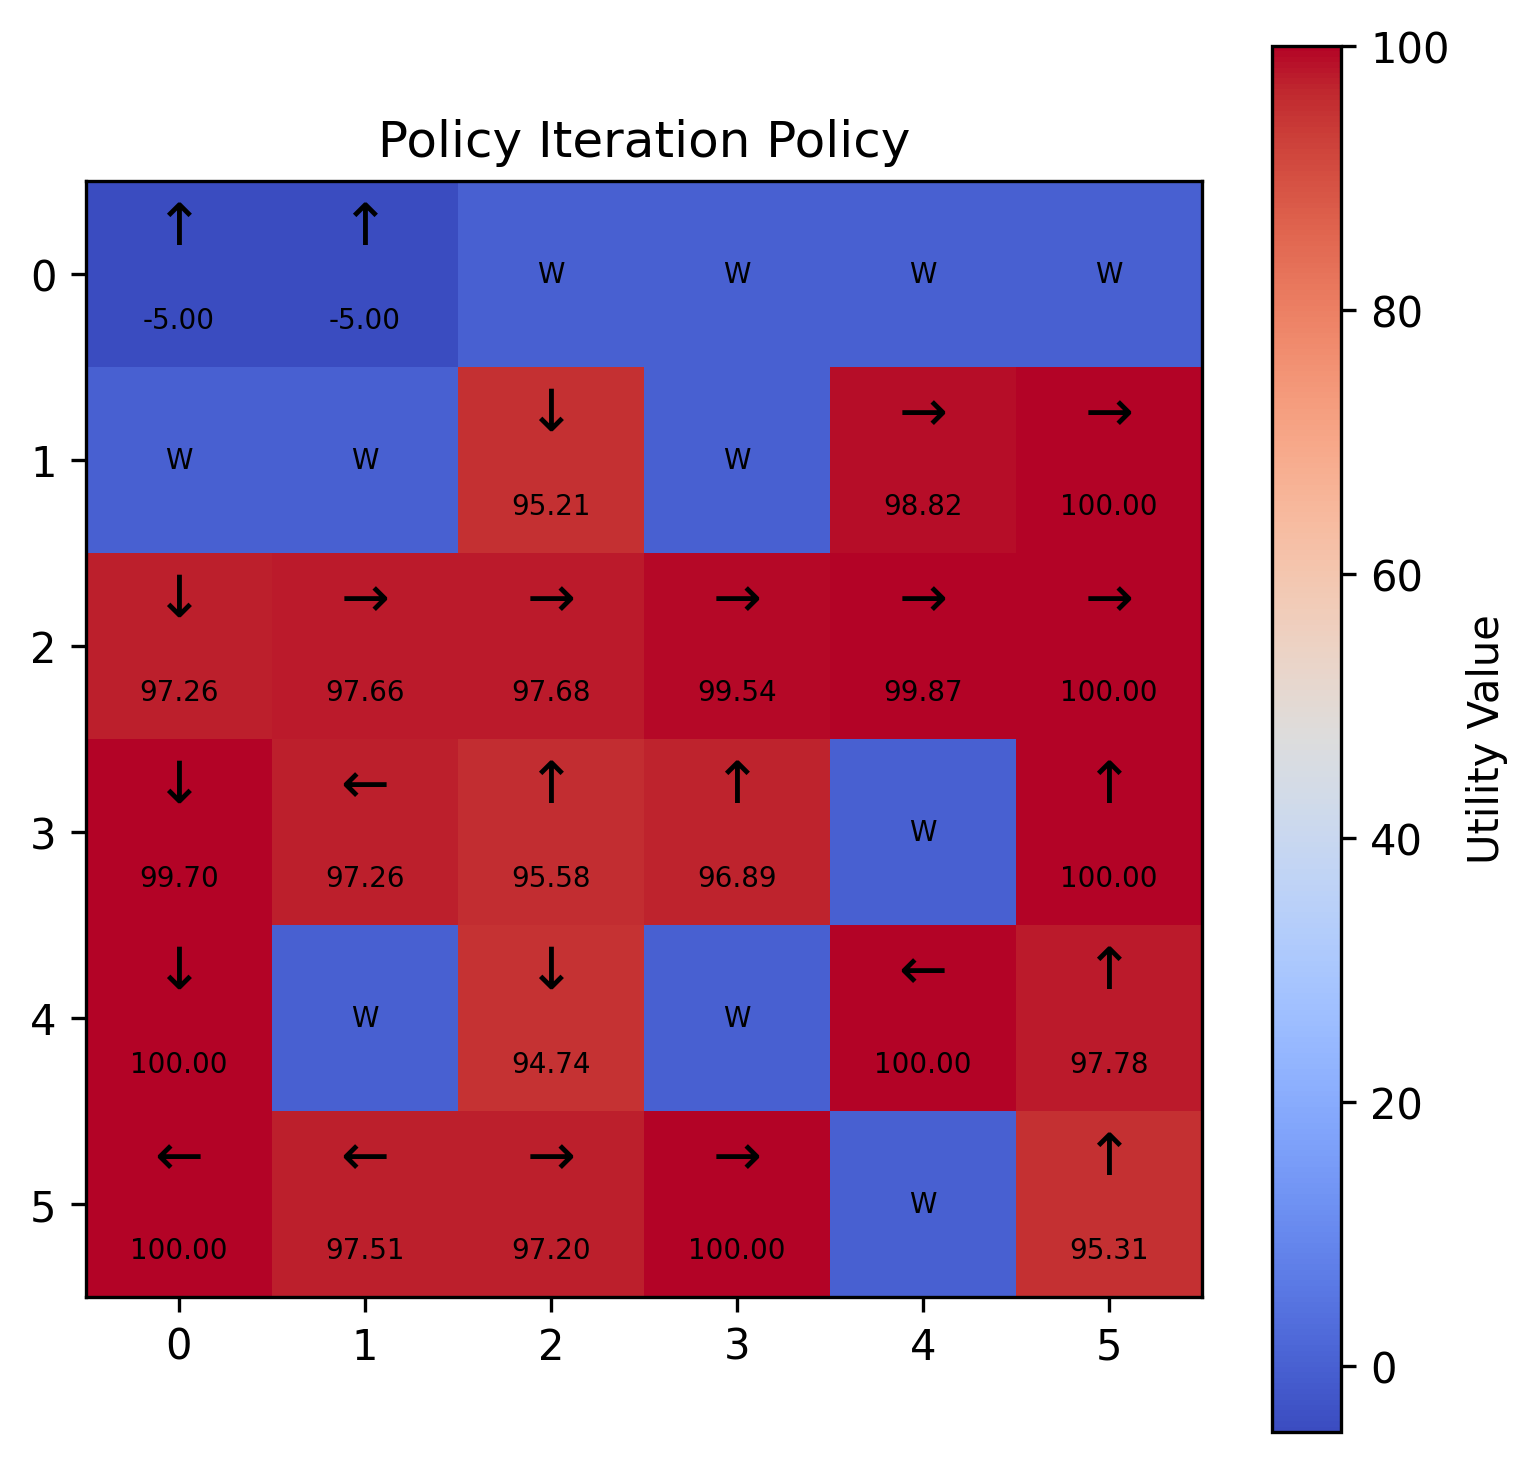 Policy Iteration Policy
0 ↑ ↑ W W W W
-5.00 -5.00
1 W W ↓ W → →
95.21 98.82 100.00
2 ↓ → → → → →
97.26 97.66 97.68 99.54 99.87 100.00
3 ↓ ← ↑ ↑ W ↑
99.70 97.26 95.58 96.89 100.00
4 ↓ W ↓ W ← ↑
100.00 94.74 100.00 97.78
5 ← ← → → W ↑
100.00 97.51 97.20 100.00 95.31
0 1 2 3 4 5
100
80
60
40
20
0
Utility Value